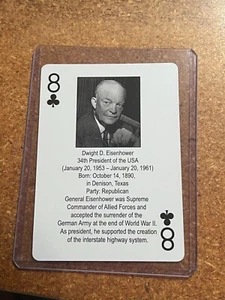 8
Dwight D. Eisenhower
34th President of the USA
(January 20, 1953 – January 20, 1961)
Born: October 14, 1890,
in Denison, Texas
Party: Republican
General Eisenhower was Supreme
Commander of Allied Forces and
accepted the surrender of the
German Army at the end of World War II.
As president, he supported the creation
of the interstate highway system.
8